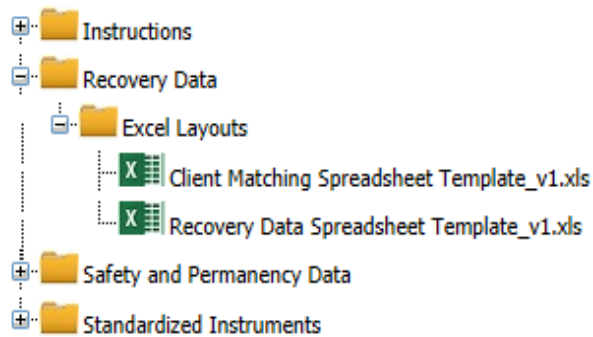 Instructions
Recovery Data
Excel Layouts
Client Matching Spreadsheet Template_v1.xls
Recovery Data Spreadsheet Template_v1.xls
Safety and Permanency Data
Standardized Instruments